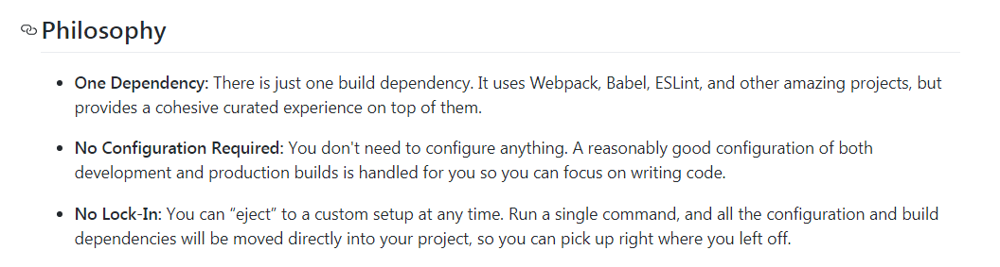 Philosophy
• One Dependency: There is just one build dependency. It uses Webpack, Babel, ESLint, and other amazing projects, but
provides a cohesive curated experience on top of them.
• No Configuration Required: You don't need to configure anything. A reasonably good configuration of both
development and production builds is handled for you so you can focus on writing code.
• No Lock-In: You can “eject” to a custom setup at any time. Run a single command, and all the configuration and build
dependencies will be moved directly into your project, so you can pick up right where you left off.